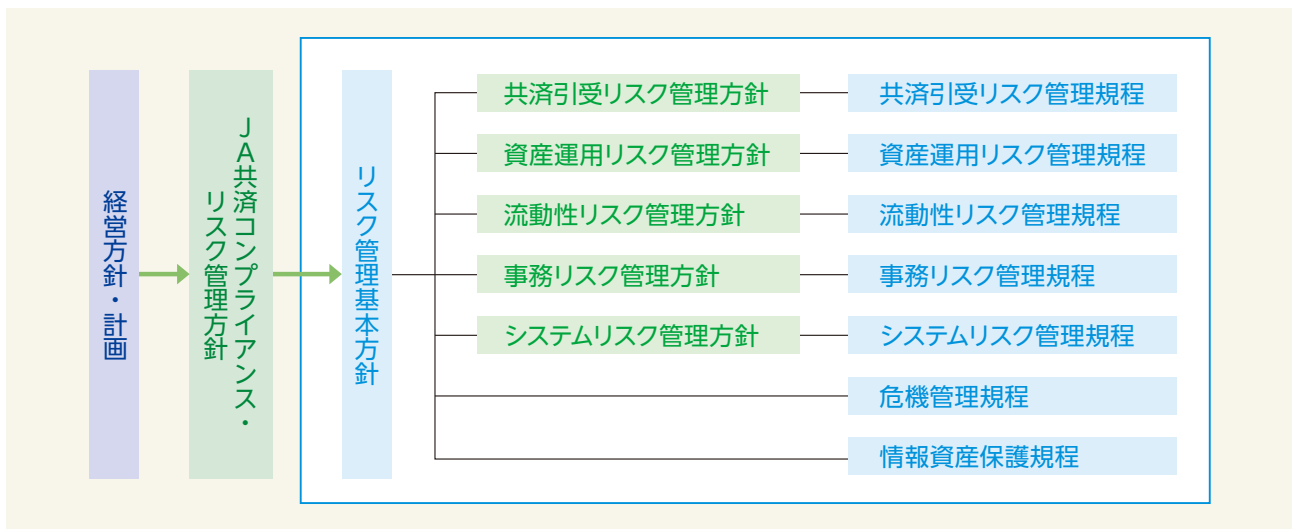 経営方針・計画
JA共済コンプライアンス・
リスク管理方針
リスク管理基本方針
共済引受リスク管理方針
共済引受リスク管理規程
資産運用リスク管理方針
資産運用リスク管理規程
流動性リスク管理方針
流動性リスク管理規程
事務リスク管理方針
事務リスク管理規程
システムリスク管理方針
システムリスク管理規程
危機管理規程
情報資産保護規程